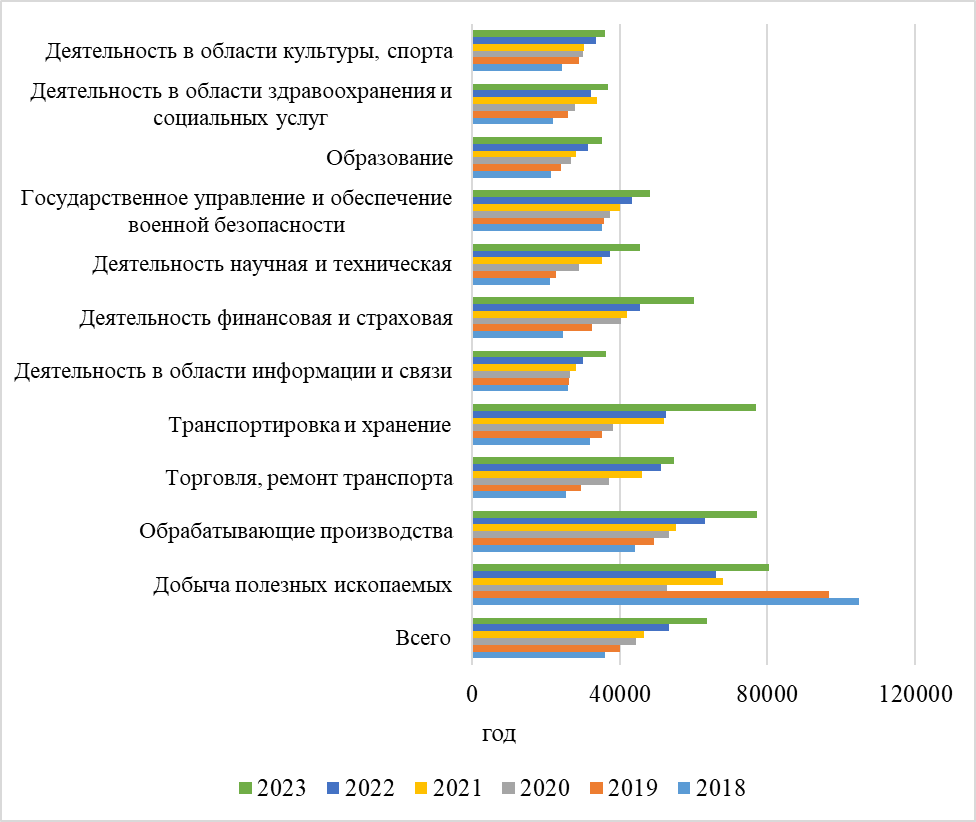 Деятельность в области культуры, спорта
Деятельность в области здравоохранения и
социальных услуг
Образование
Государственное управление и обеспечение
военной безопасности
Деятельность научная и техническая
Деятельность финансовая и страховая
Деятельность в области информации и связи
Транспортировка и хранение
Торговля, ремонт транспорта
Обрабатывающие производства
Добыча полезных ископаемых
Всего
0 40000 80000 120000
год
2023 2022 2021 2020 2019 2018